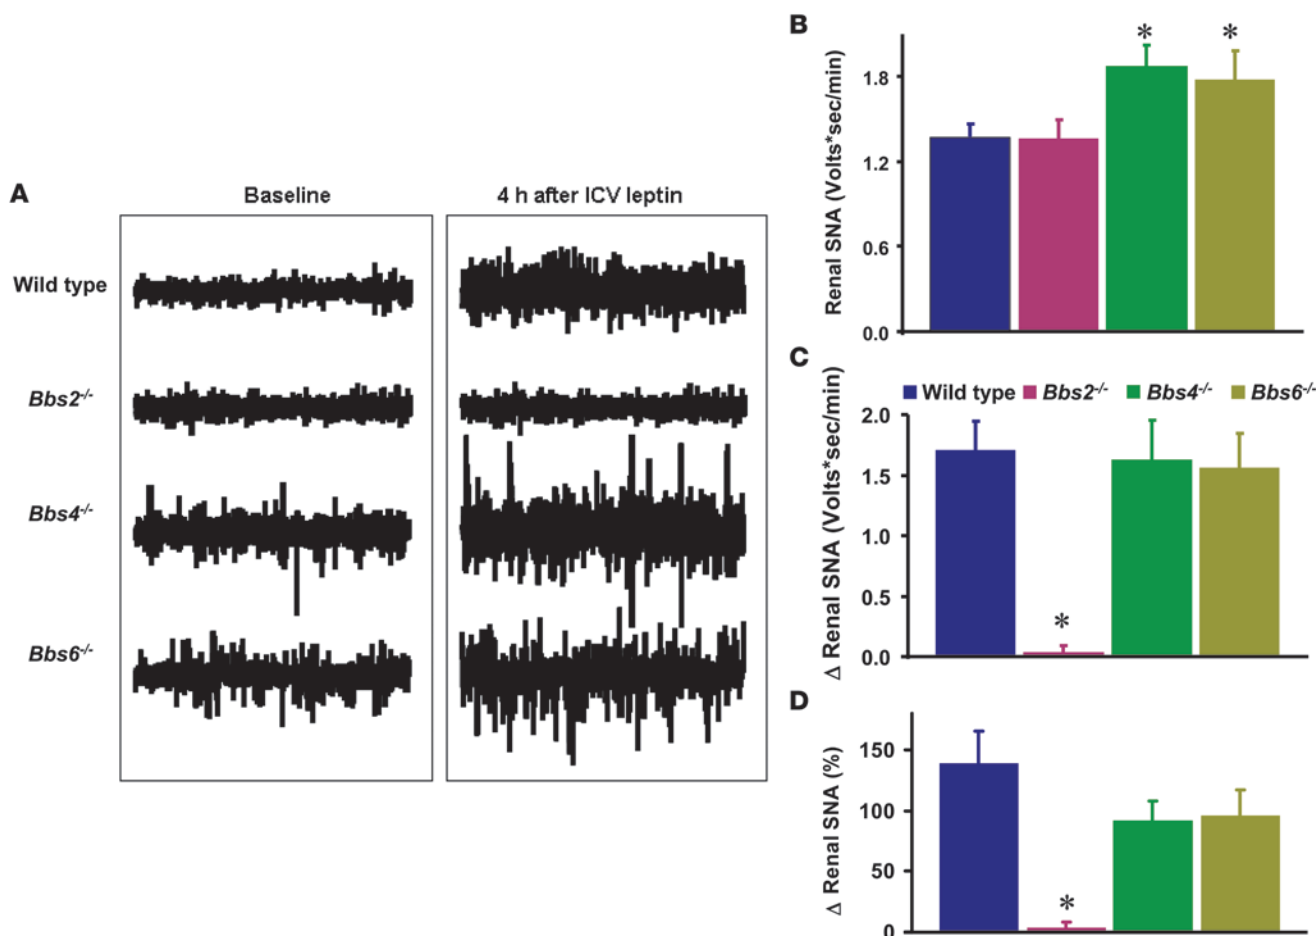 A
Baseline
4 h after ICV leptin
Wild type
Bbs2-/-
Bbs4-/-
Bbs6-/-
B
Renal SNA (Volts*sec/min)
1.8
1.2
0.6
0.0
* *
C
Wild type Bbs2-/- Bbs4-/- Bbs6-/-
Δ Renal SNA (Volts*sec/min)
2.0
1.5
1.0
0.5
0.0
*
D
Δ Renal SNA (%)
150
100
50
0
*